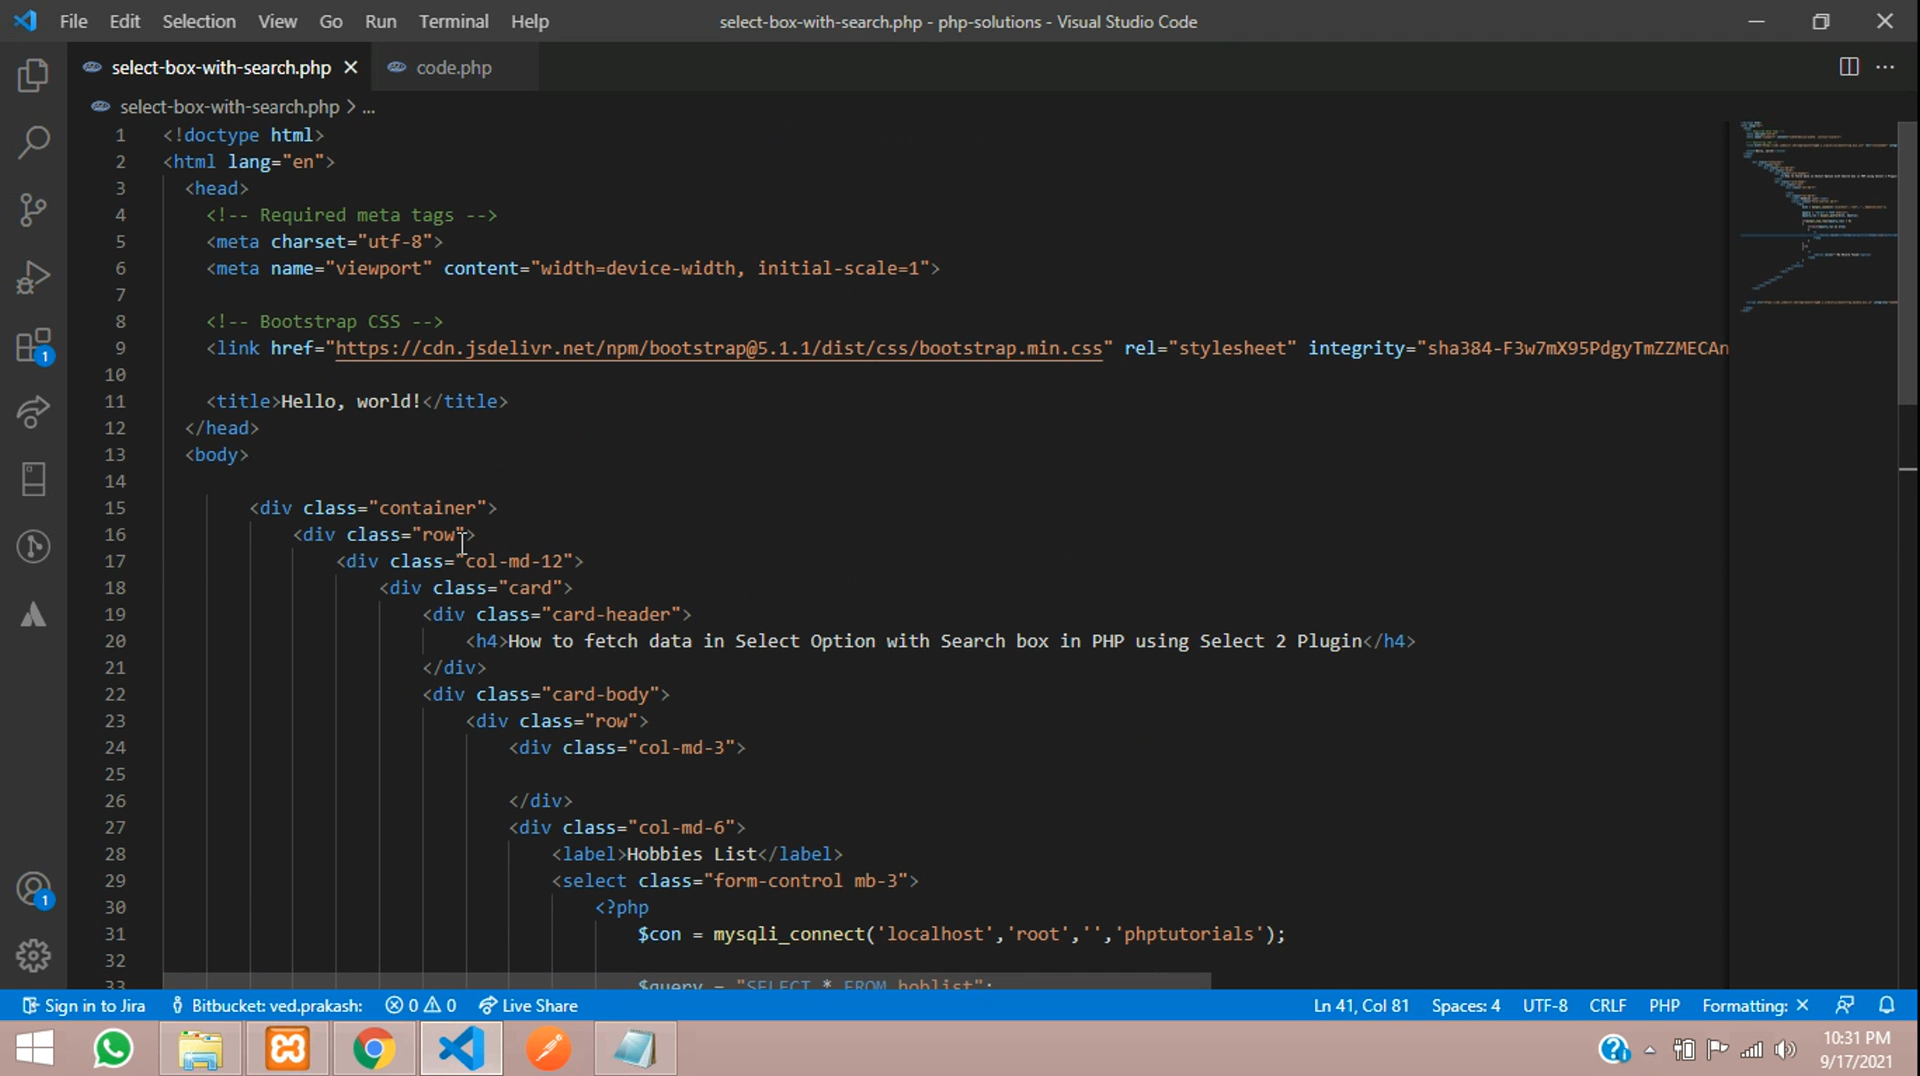 File Edit Selection View Go Run Terminal Help select-box-with-search.php - php-solutions - Visual Studio Code
select-box-with-search.php code.php
select-box-with-search.php > ...
1 <!doctype html>
2 <html lang="en">
3 <head>
4 <!-- Required meta tags -->
5 <meta charset="utf-8">
6 <meta name="viewport" content="width=device-width, initial-scale=1">
7
8 <!-- Bootstrap CSS -->
9 <link href="https://cdn.jsdelivr.net/npm/bootstrap@5.1.1/dist/css/bootstrap.min.css" rel="stylesheet" integrity="sha384-F3w7mX95PdgyTmZZMECAn
10
11 <title>Hello, world!</title>
12 </head>
13 <body>
14
15 <div class="container">
16 <div class="row">
17 <div class="col-md-12">
18 <div class="card">
19 <div class="card-header">
20 <h4>How to fetch data in Select Option with Search box in PHP using Select 2 Plugin</h4>
21 </div>
22 <div class="card-body">
23 <div class="row">
24 <div class="col-md-3">
25
26 </div>
27 <div class="col-md-6">
28 <label>Hobbies List</label>
29 <select class="form-control mb-3">
30 <?php
31 $con = mysqli_connect('localhost','root','','phptutorials');
32
33 $query = "SELECT * FROM hoblist";
1
1
Sign in to Jira Bitbucket: ved.prakash: 0 0 Live Share Ln 41, Col 81 Spaces: 4 UTF-8 CRLF PHP Formatting: ×
10:31 PM
9/17/2021